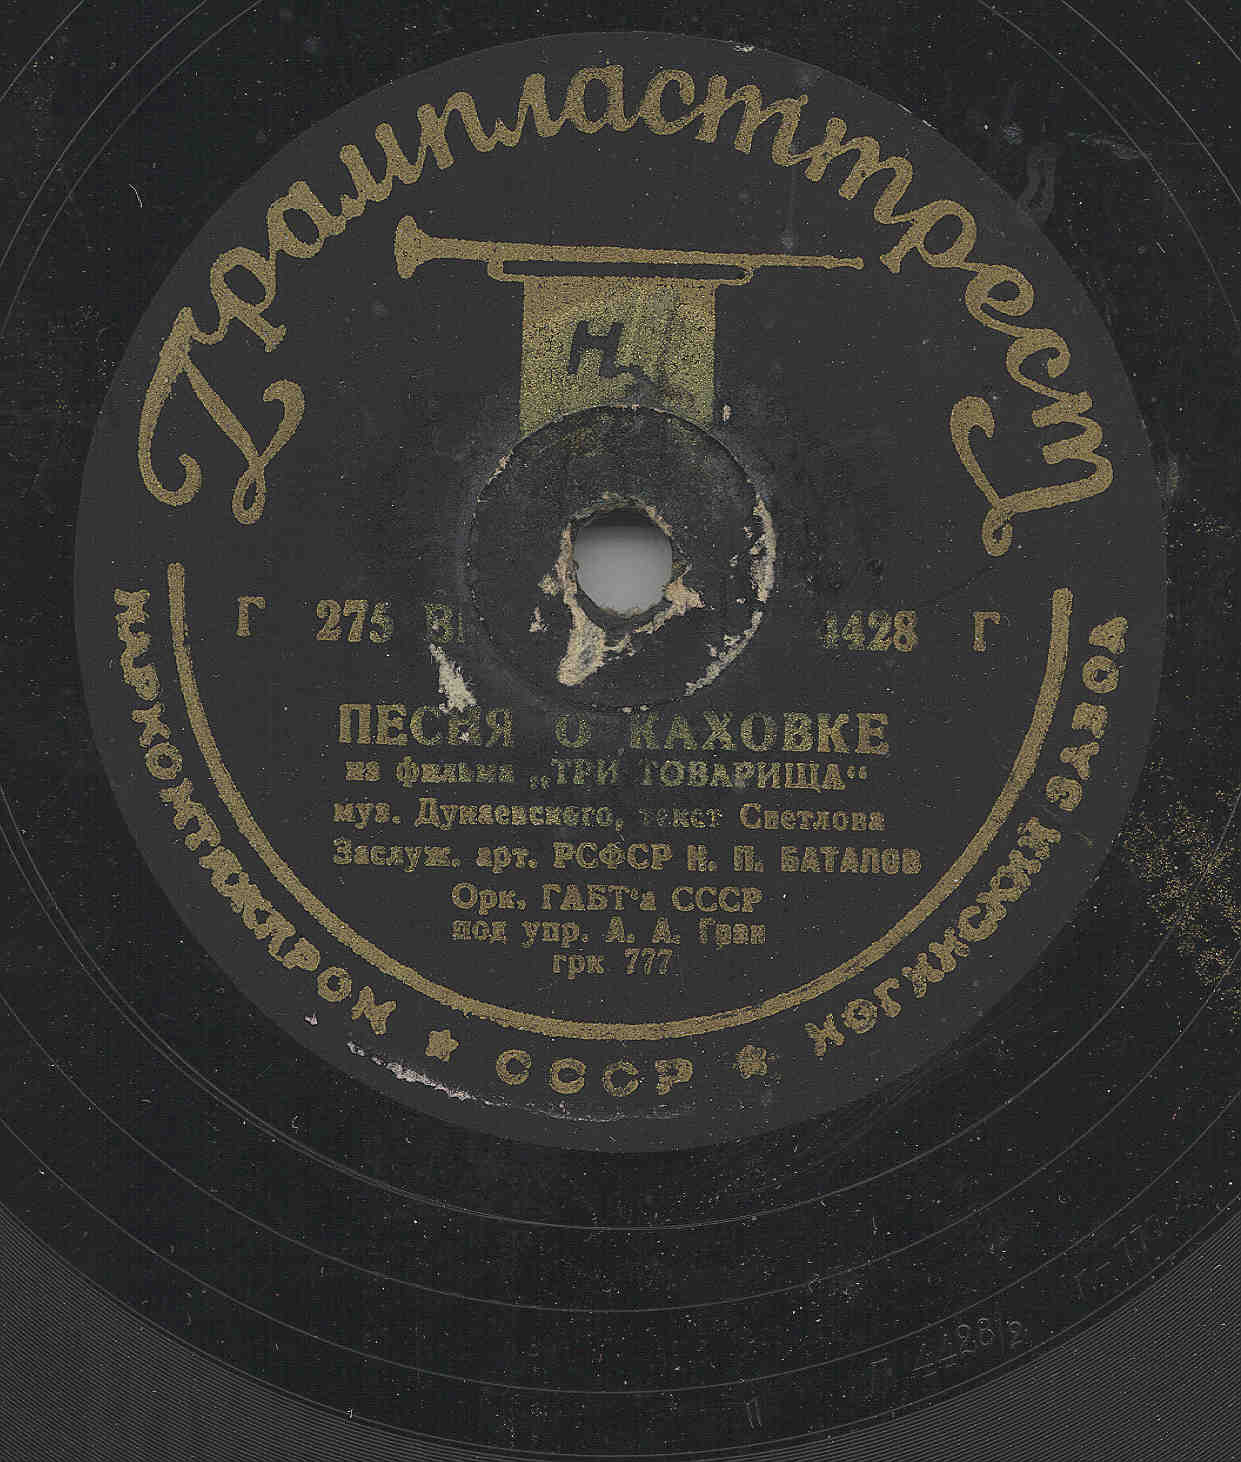 Грампласттрест
Н.
Г 275 4428 Г
ПЕСНЯ О КАХОВКЕ
из фильма „ТРИ ТОВАРИЩА“
муз. Дунаевского, текст Светлова
Заслуж. арт. РСФСР Н. П. БАТАЛОВ
Орк. ГАБТ'а СССР
под упр. А. А. Гран
грк 777
НАРКОМТЯЖПРОМ ★ СССР ★ НОГИНСКИЙ ЗАВОД